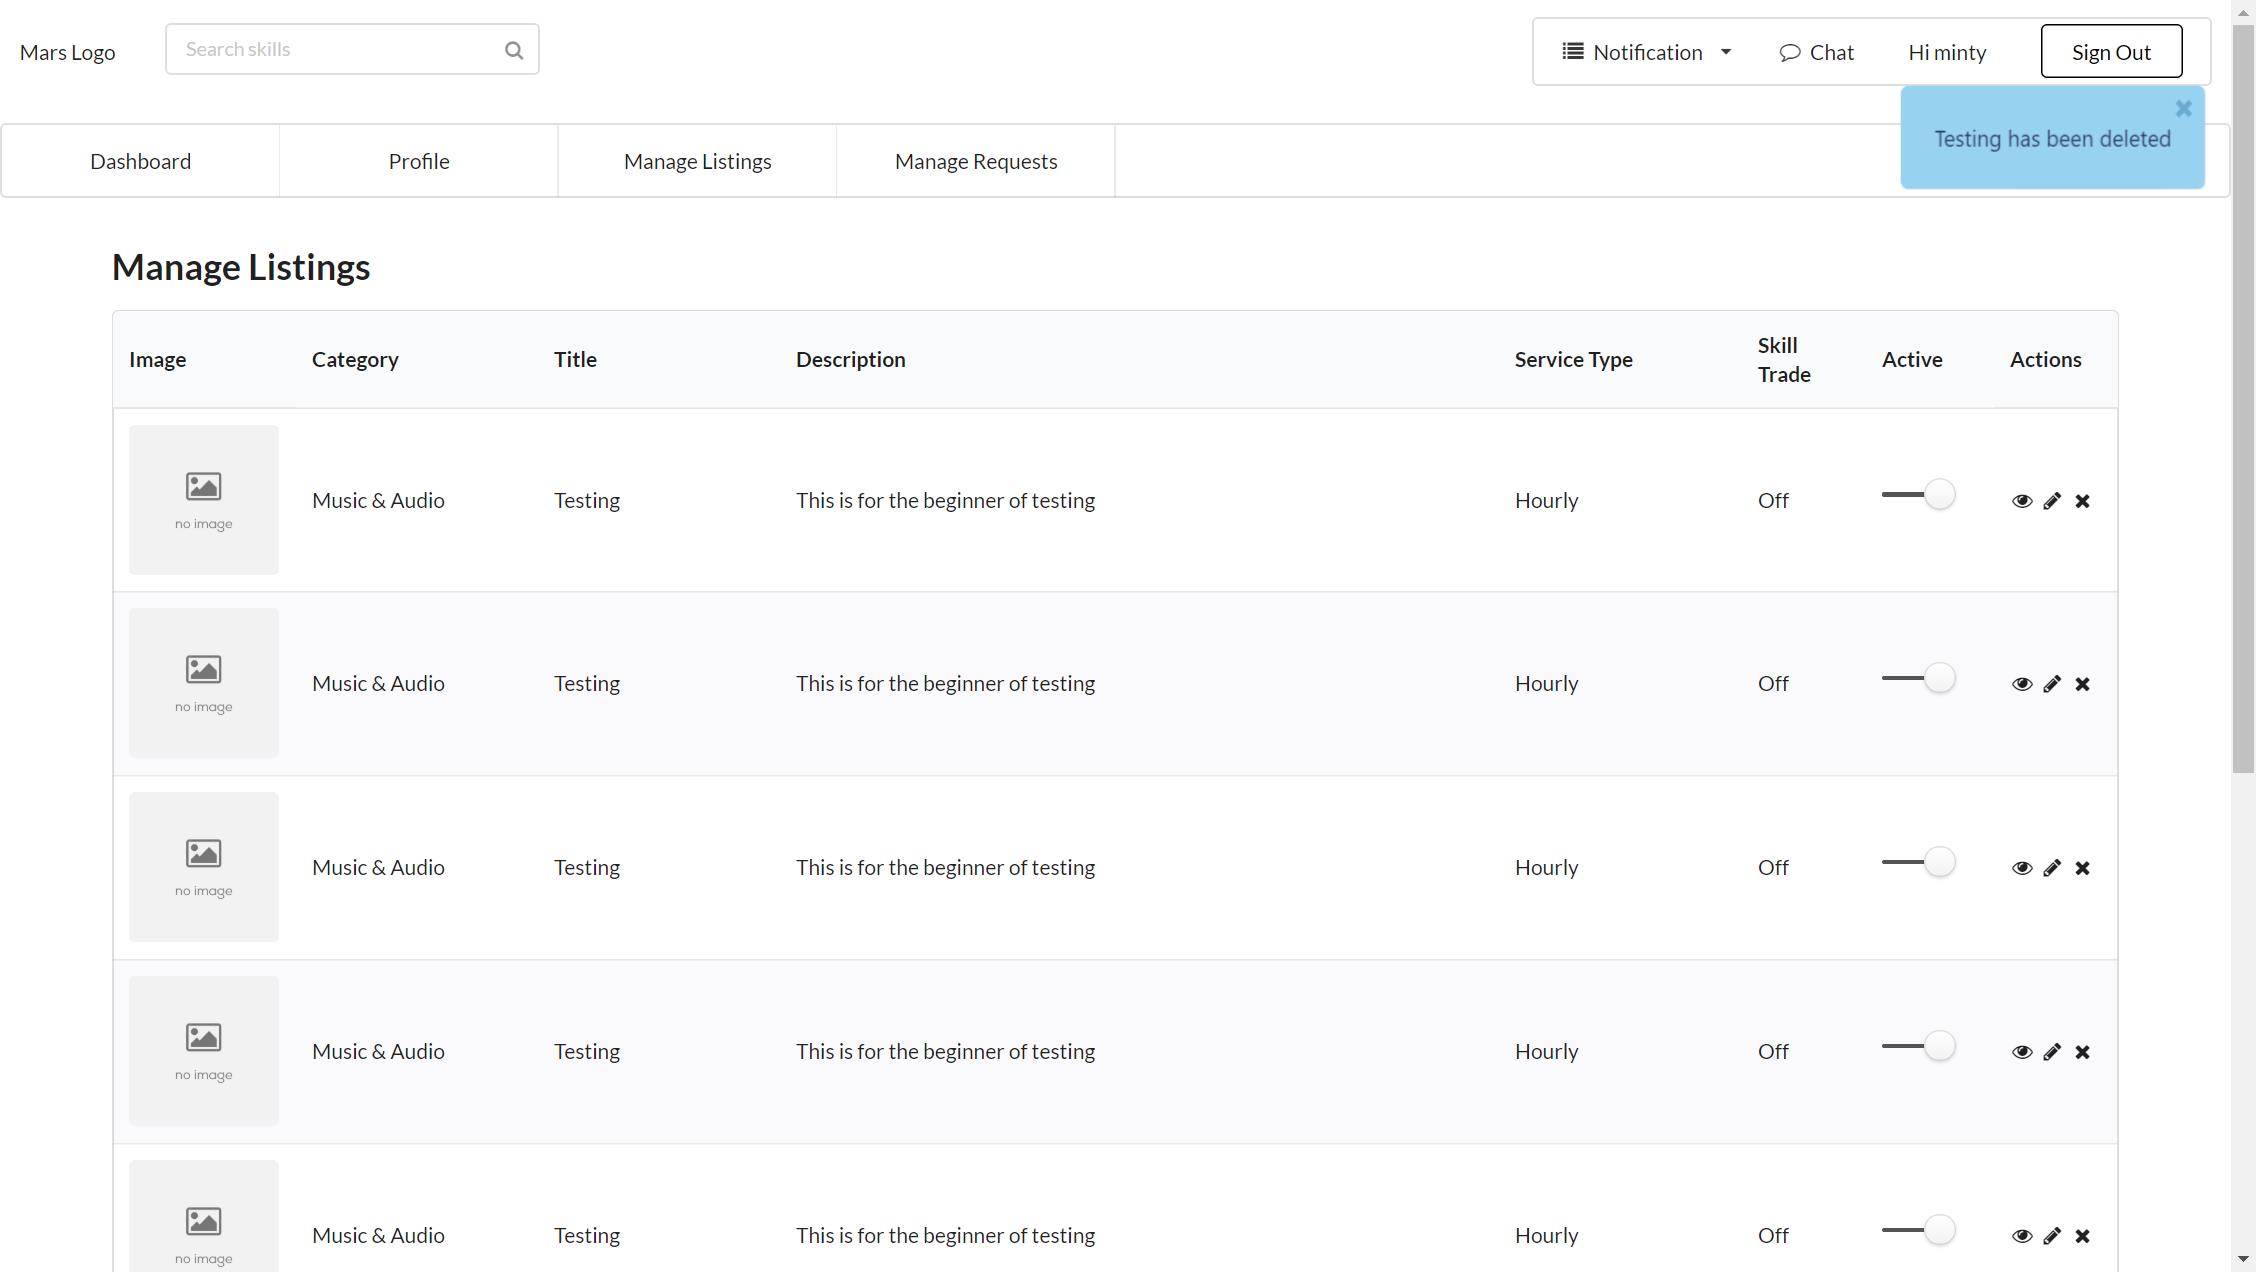 Mars Logo
Search skills
Notification
Chat
Hi minty
Sign Out
Testing has been deleted
Dashboard
Profile
Manage Listings
Manage Requests
Manage Listings
Image Category Title Description Service Type Skill Trade Active Actions
no image
Music & Audio Testing This is for the beginner of testing Hourly Off
no image
Music & Audio Testing This is for the beginner of testing Hourly Off
no image
Music & Audio Testing This is for the beginner of testing Hourly Off
no image
Music & Audio Testing This is for the beginner of testing Hourly Off
no image
Music & Audio Testing This is for the beginner of testing Hourly Off